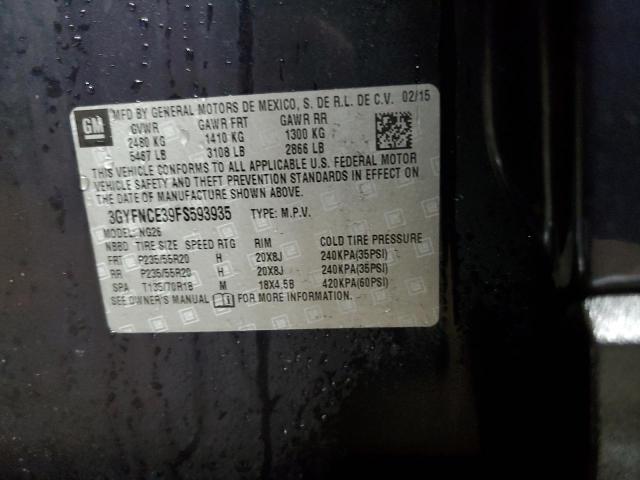 MFD BY GENERAL MOTORS DE MEXICO, S. DE R.L. DE C.V. 02/15
GM
GVWR GAWR FRT GAWR RR
2480 KG 1410 KG 1300 KG
5467 LB 3108 LB 2866 LB
THIS VEHICLE CONFORMS TO ALL APPLICABLE U.S. FEDERAL MOTOR
VEHICLE SAFETY AND THEFT PREVENTION STANDARDS IN EFFECT ON
THE DATE OF MANUFACTURE SHOWN ABOVE.
3GYFNCE39FS593935 TYPE: M.P.V.
MODEL: NG26
NBBD TIRE SIZE SPEED RTG RIM COLD TIRE PRESSURE
FRT P235/55R20 H 20X8J 240KPA(35PSI)
RR P235/55R20 H 20X8J 240KPA(35PSI)
SPA T135/70R18 M 18X4.5B 420KPA(60PSI)
SEE OWNER'S MANUAL FOR MORE INFORMATION.